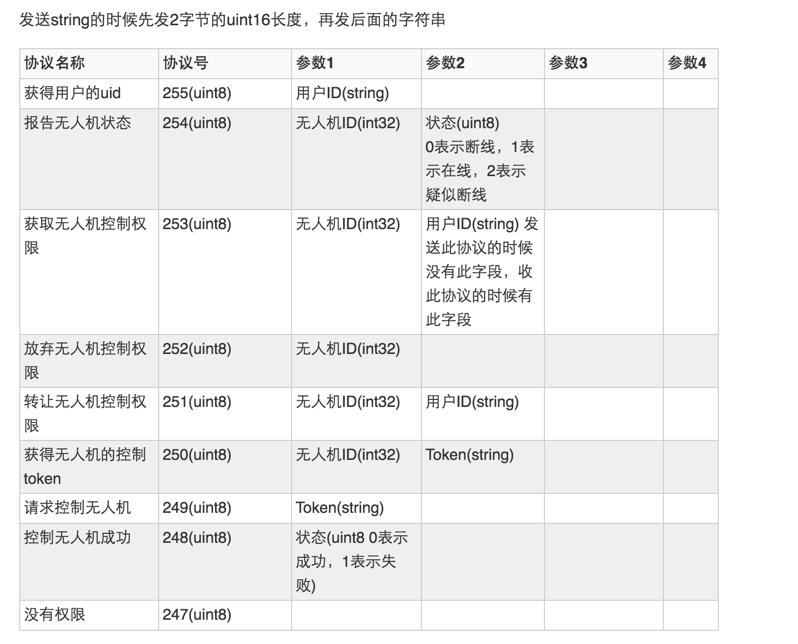 发送string的时候先发2字节的uint16长度，再发后面的字符串
协议名称 协议号 参数1 参数2 参数3 参数4
获得用户的uid 255(uint8) 用户ID(string)
报告无人机状态 254(uint8) 无人机ID(int32) 状态(uint8)
0表示断线，1表
示在线，2表示
疑似断线
获取无人机控制权 253(uint8) 无人机ID(int32) 用户ID(string) 发
限 送此协议的时候
没有此字段，收
此协议的时候有
此字段
放弃无人机控制权 252(uint8) 无人机ID(int32)
限
转让无人机控制权 251(uint8) 无人机ID(int32) 用户ID(string)
限
获得无人机的控制 250(uint8) 无人机ID(int32) Token(string)
token
请求控制无人机 249(uint8) Token(string)
控制无人机成功 248(uint8) 状态(uint8 0表示
成功，1表示失
败)
没有权限 247(uint8)